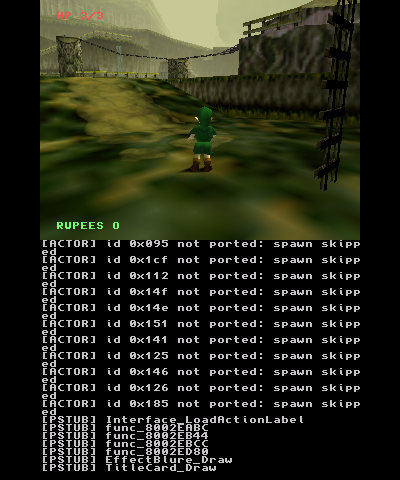 HP 3/3
RUPEES 0
[ACTOR] id 0x095 not ported: spawn skipp
ed
[ACTOR] id 0x1cf not ported: spawn skipp
ed
[ACTOR] id 0x112 not ported: spawn skipp
ed
[ACTOR] id 0x14f not ported: spawn skipp
ed
[ACTOR] id 0x14e not ported: spawn skipp
ed
[ACTOR] id 0x151 not ported: spawn skipp
ed
[ACTOR] id 0x141 not ported: spawn skipp
ed
[ACTOR] id 0x125 not ported: spawn skipp
ed
[ACTOR] id 0x146 not ported: spawn skipp
ed
[ACTOR] id 0x126 not ported: spawn skipp
ed
[ACTOR] id 0x185 not ported: spawn skipp
ed
[PSTUB] Interface_LoadActionLabel
[PSTUB] func_8002EABC
[PSTUB] func_8002EB44
[PSTUB] func_8002EBCC
[PSTUB] func_8002ED80
[PSTUB] EffectBlure_Draw
[PSTUB] TitleCard_Draw